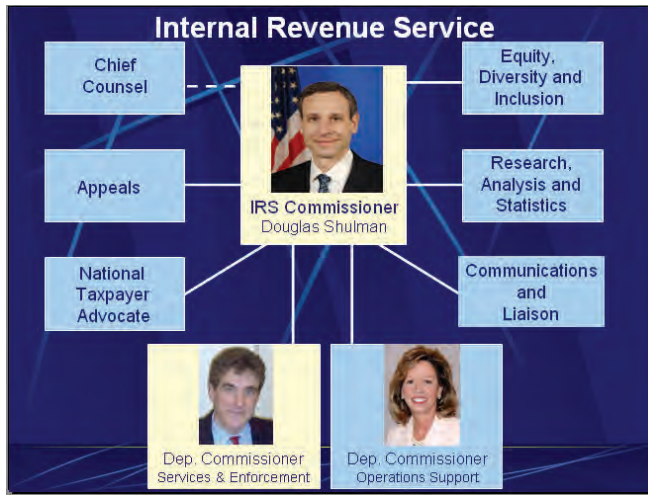 Internal Revenue Service
Chief
Counsel
Equity,
Diversity and
Inclusion
Appeals
Research,
Analysis and
Statistics
IRS Commissioner
Douglas Shulman
National
Taxpayer
Advocate
Communications
and
Liaison
Dep. Commissioner
Services & Enforcement
Dep. Commissioner
Operations Support